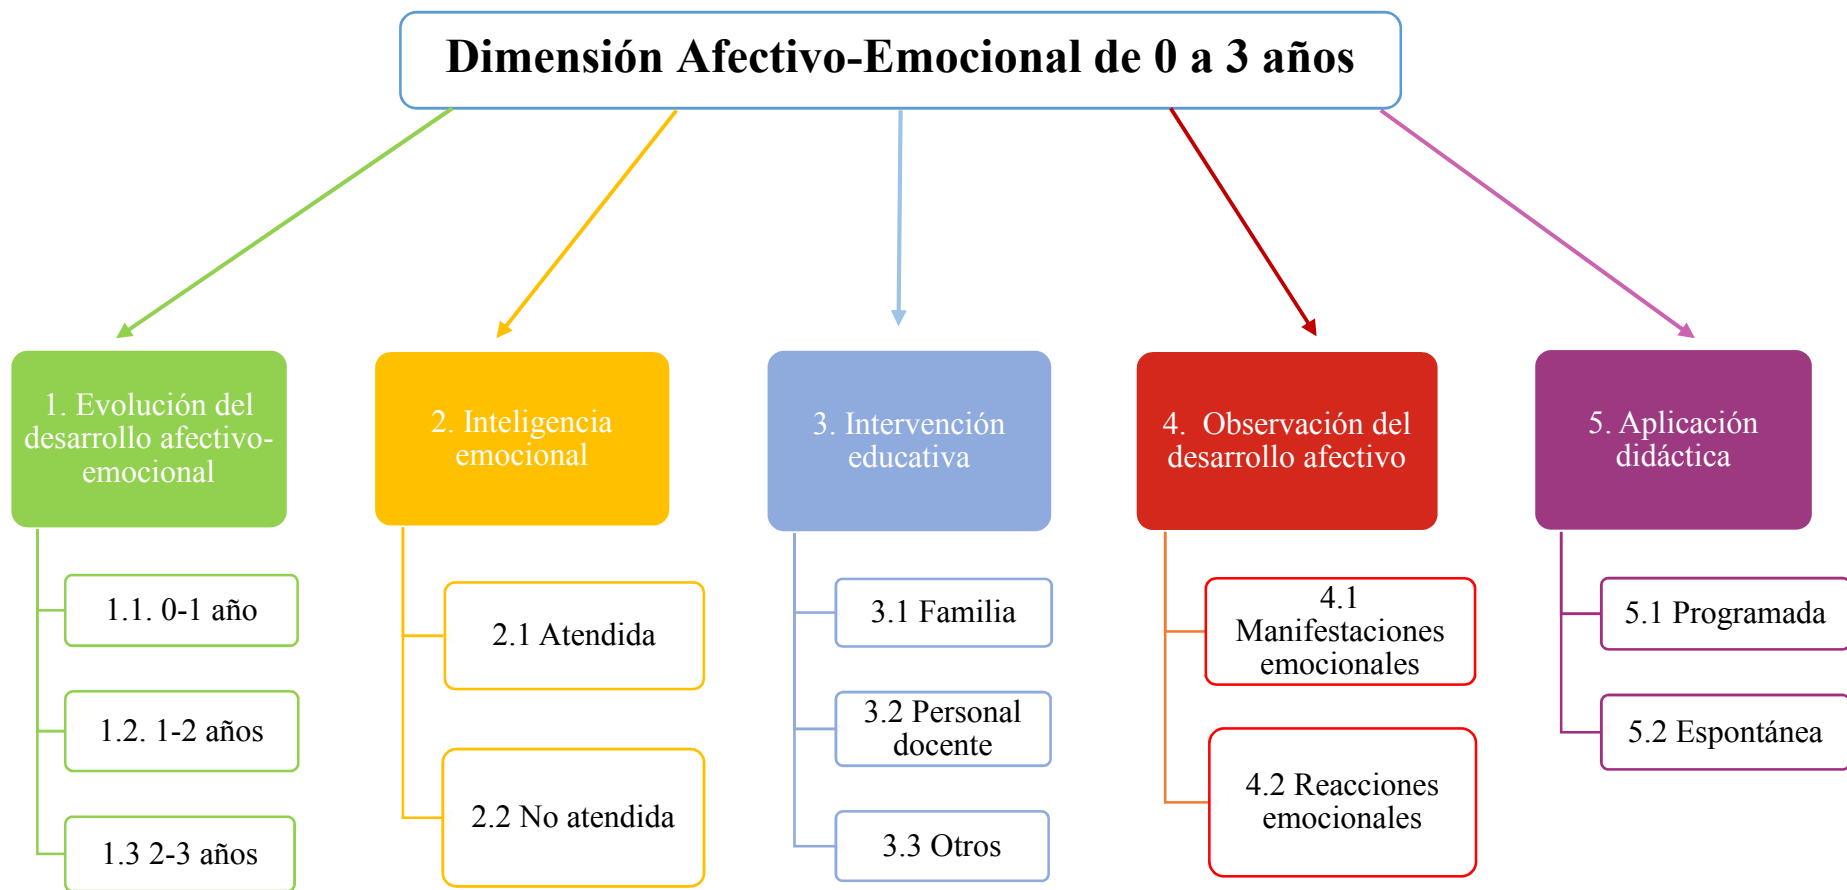 Dimensión Afectivo-Emocional de 0 a 3 años
1. Evolución del
desarrollo afectivo-
emocional
1.1. 0-1 año
1.2. 1-2 años
1.3 2-3 años
2. Inteligencia
emocional
2.1 Atendida
2.2 No atendida
3. Intervención
educativa
3.1 Familia
3.2 Personal
docente
3.3 Otros
4. Observación del
desarrollo afectivo
4.1
Manifestaciones
emocionales
4.2 Reacciones
emocionales
5. Aplicación
didáctica
5.1 Programada
5.2 Espontánea